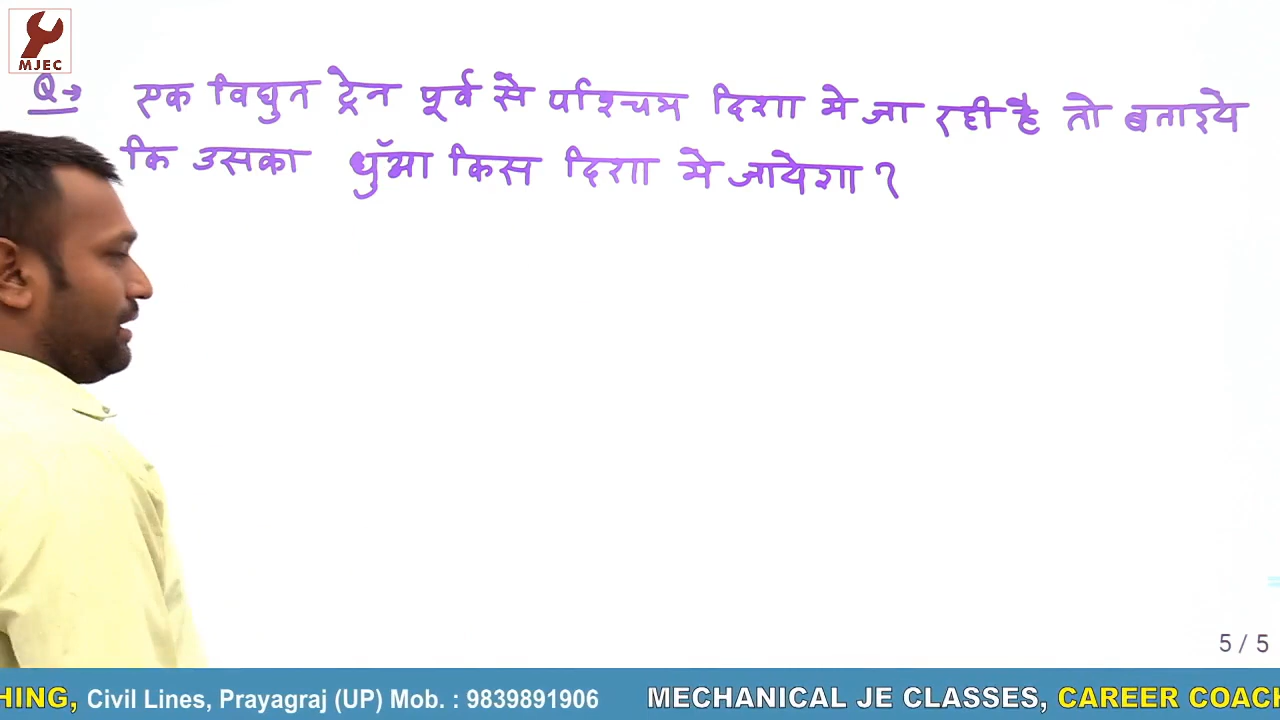 MJEC
Q→ एक विद्युत ट्रेन पूर्व से पश्चिम दिशा मे जा रही है तो बताइये
कि उसका धुँआ किस दिशा मे जायेगा?
5 / 5
HING, Civil Lines, Prayagraj (UP) Mob. : 9839891906 MECHANICAL JE CLASSES, CAREER COACH